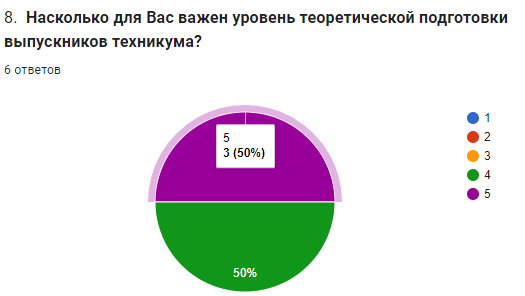 8. Насколько для Вас важен уровень теоретической подготовки
выпускников техникума?
6 ответов
5
3 (50%)
50%
1
2
3
4
5